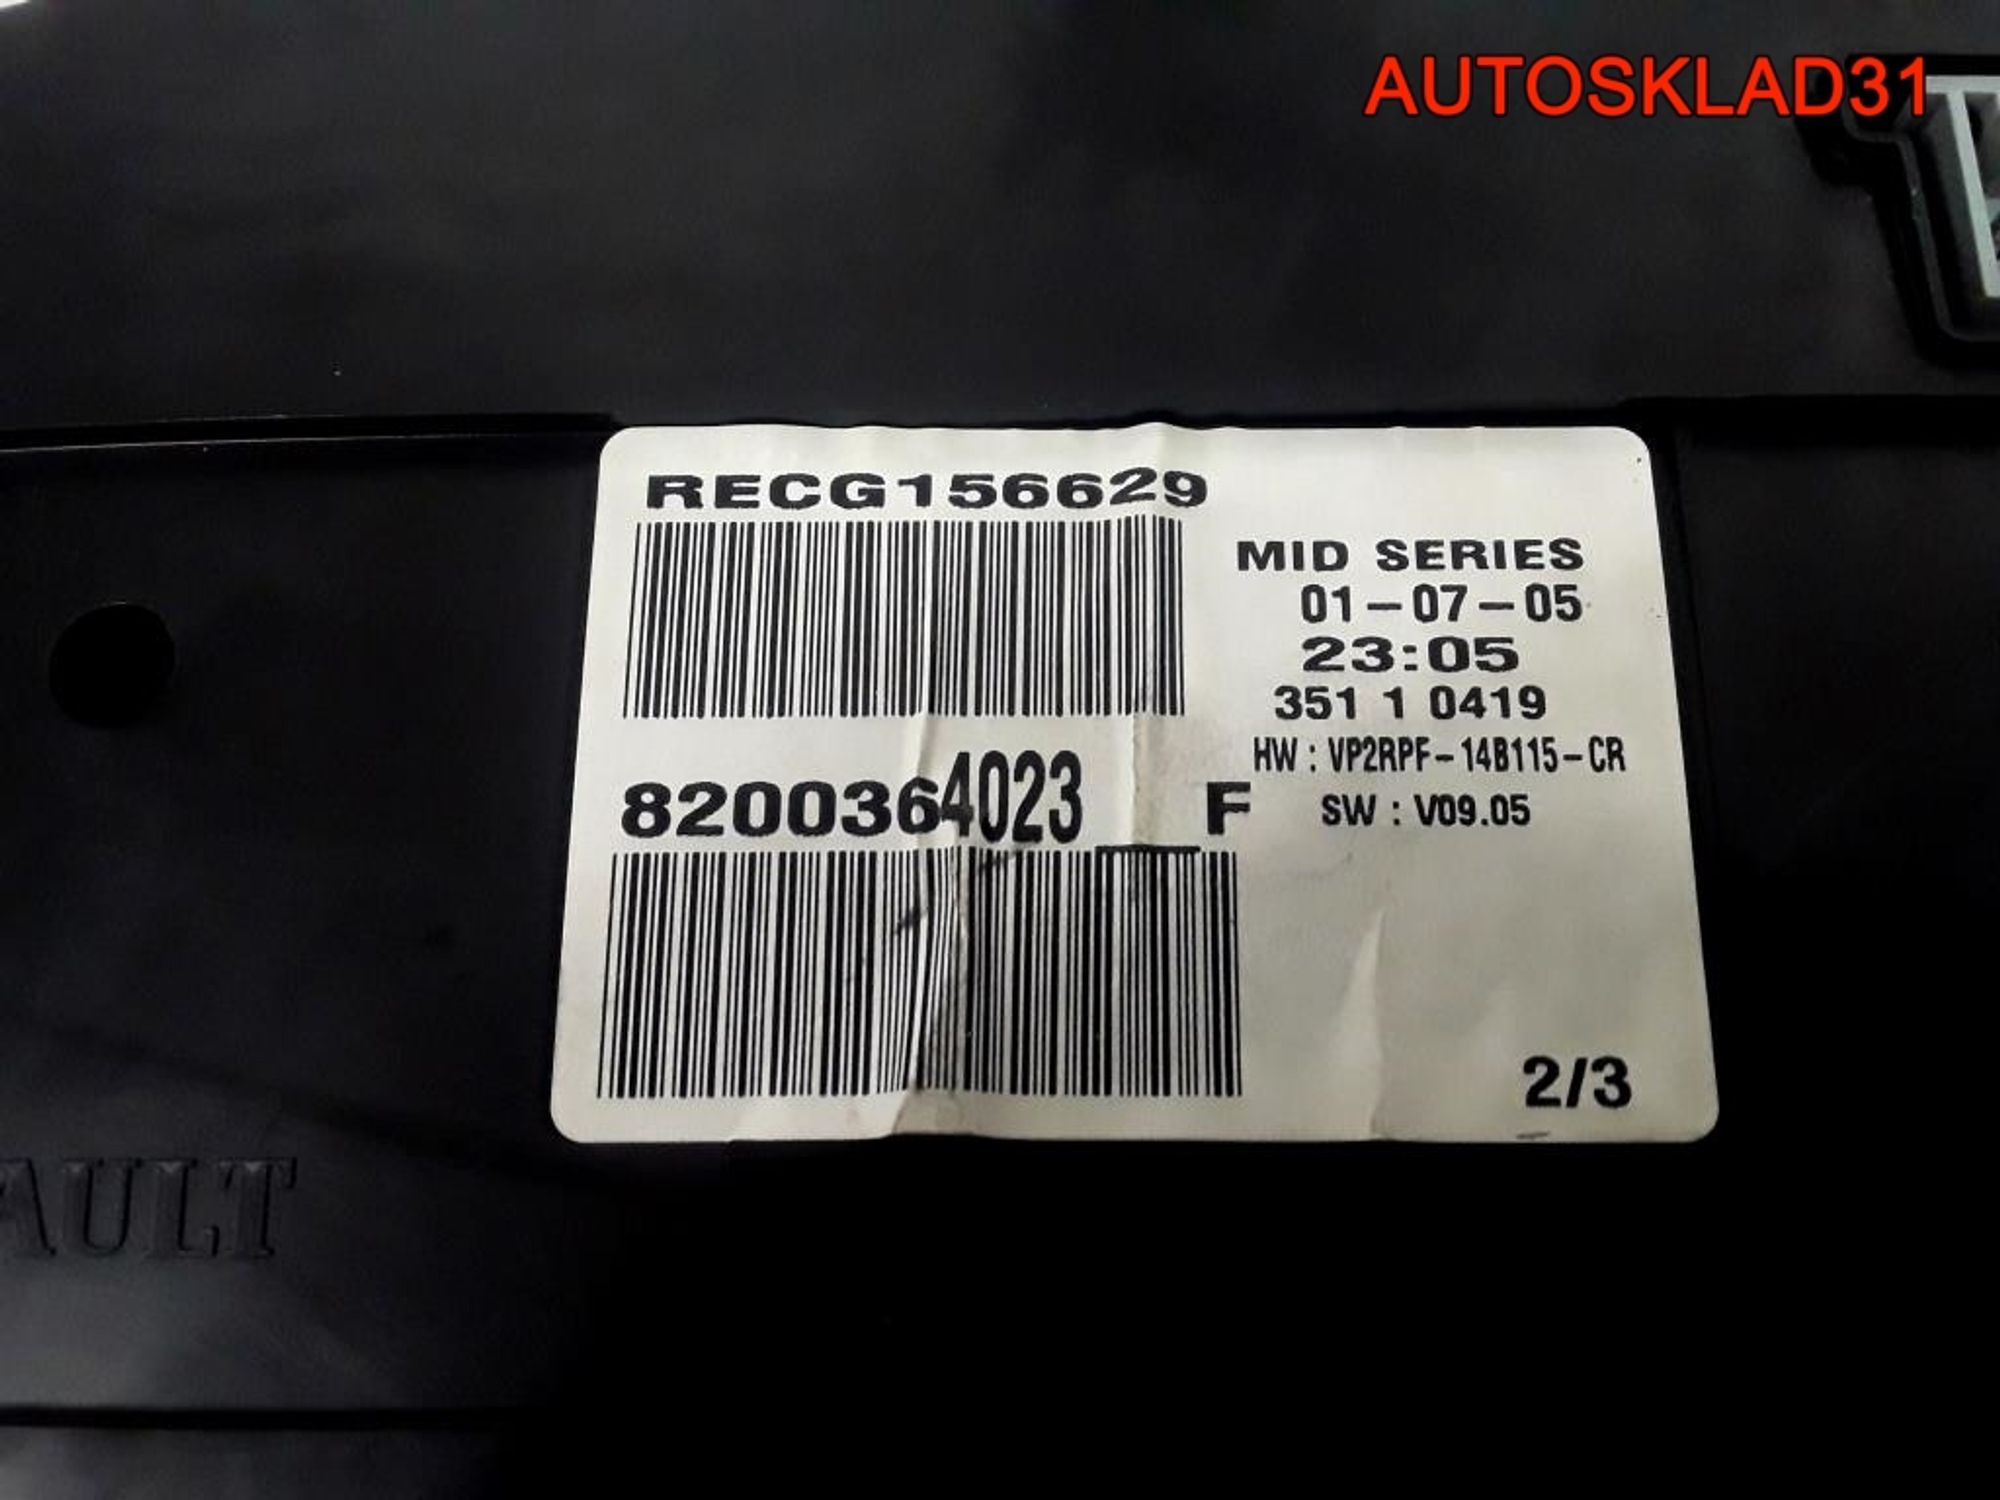 AUTOSKLAD31
RECG156629
MID SERIES
01-07-05
23:05
351 1 0419
HW : VP2RPF-14B115-CR
8200364023 F
SW : V09.05
2/3
AULT